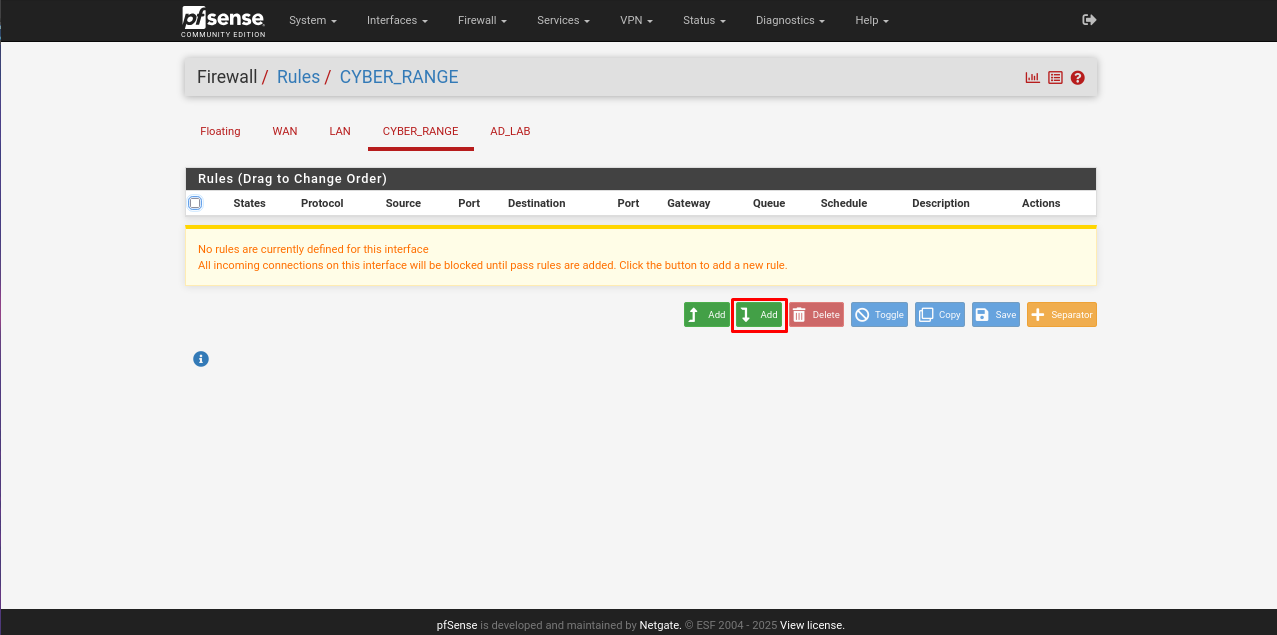 pfsense COMMUNITY EDITION System Interfaces Firewall Services VPN Status Diagnostics Help
Firewall / Rules / CYBER_RANGE
Floating WAN LAN CYBER_RANGE AD_LAB
Rules (Drag to Change Order)
States Protocol Source Port Destination Port Gateway Queue Schedule Description Actions
No rules are currently defined for this interface
All incoming connections on this interface will be blocked until pass rules are added. Click the button to add a new rule.
Add Add Delete Toggle Copy Save Separator
pfSense is developed and maintained by Netgate. © ESF 2004 - 2025 View license.